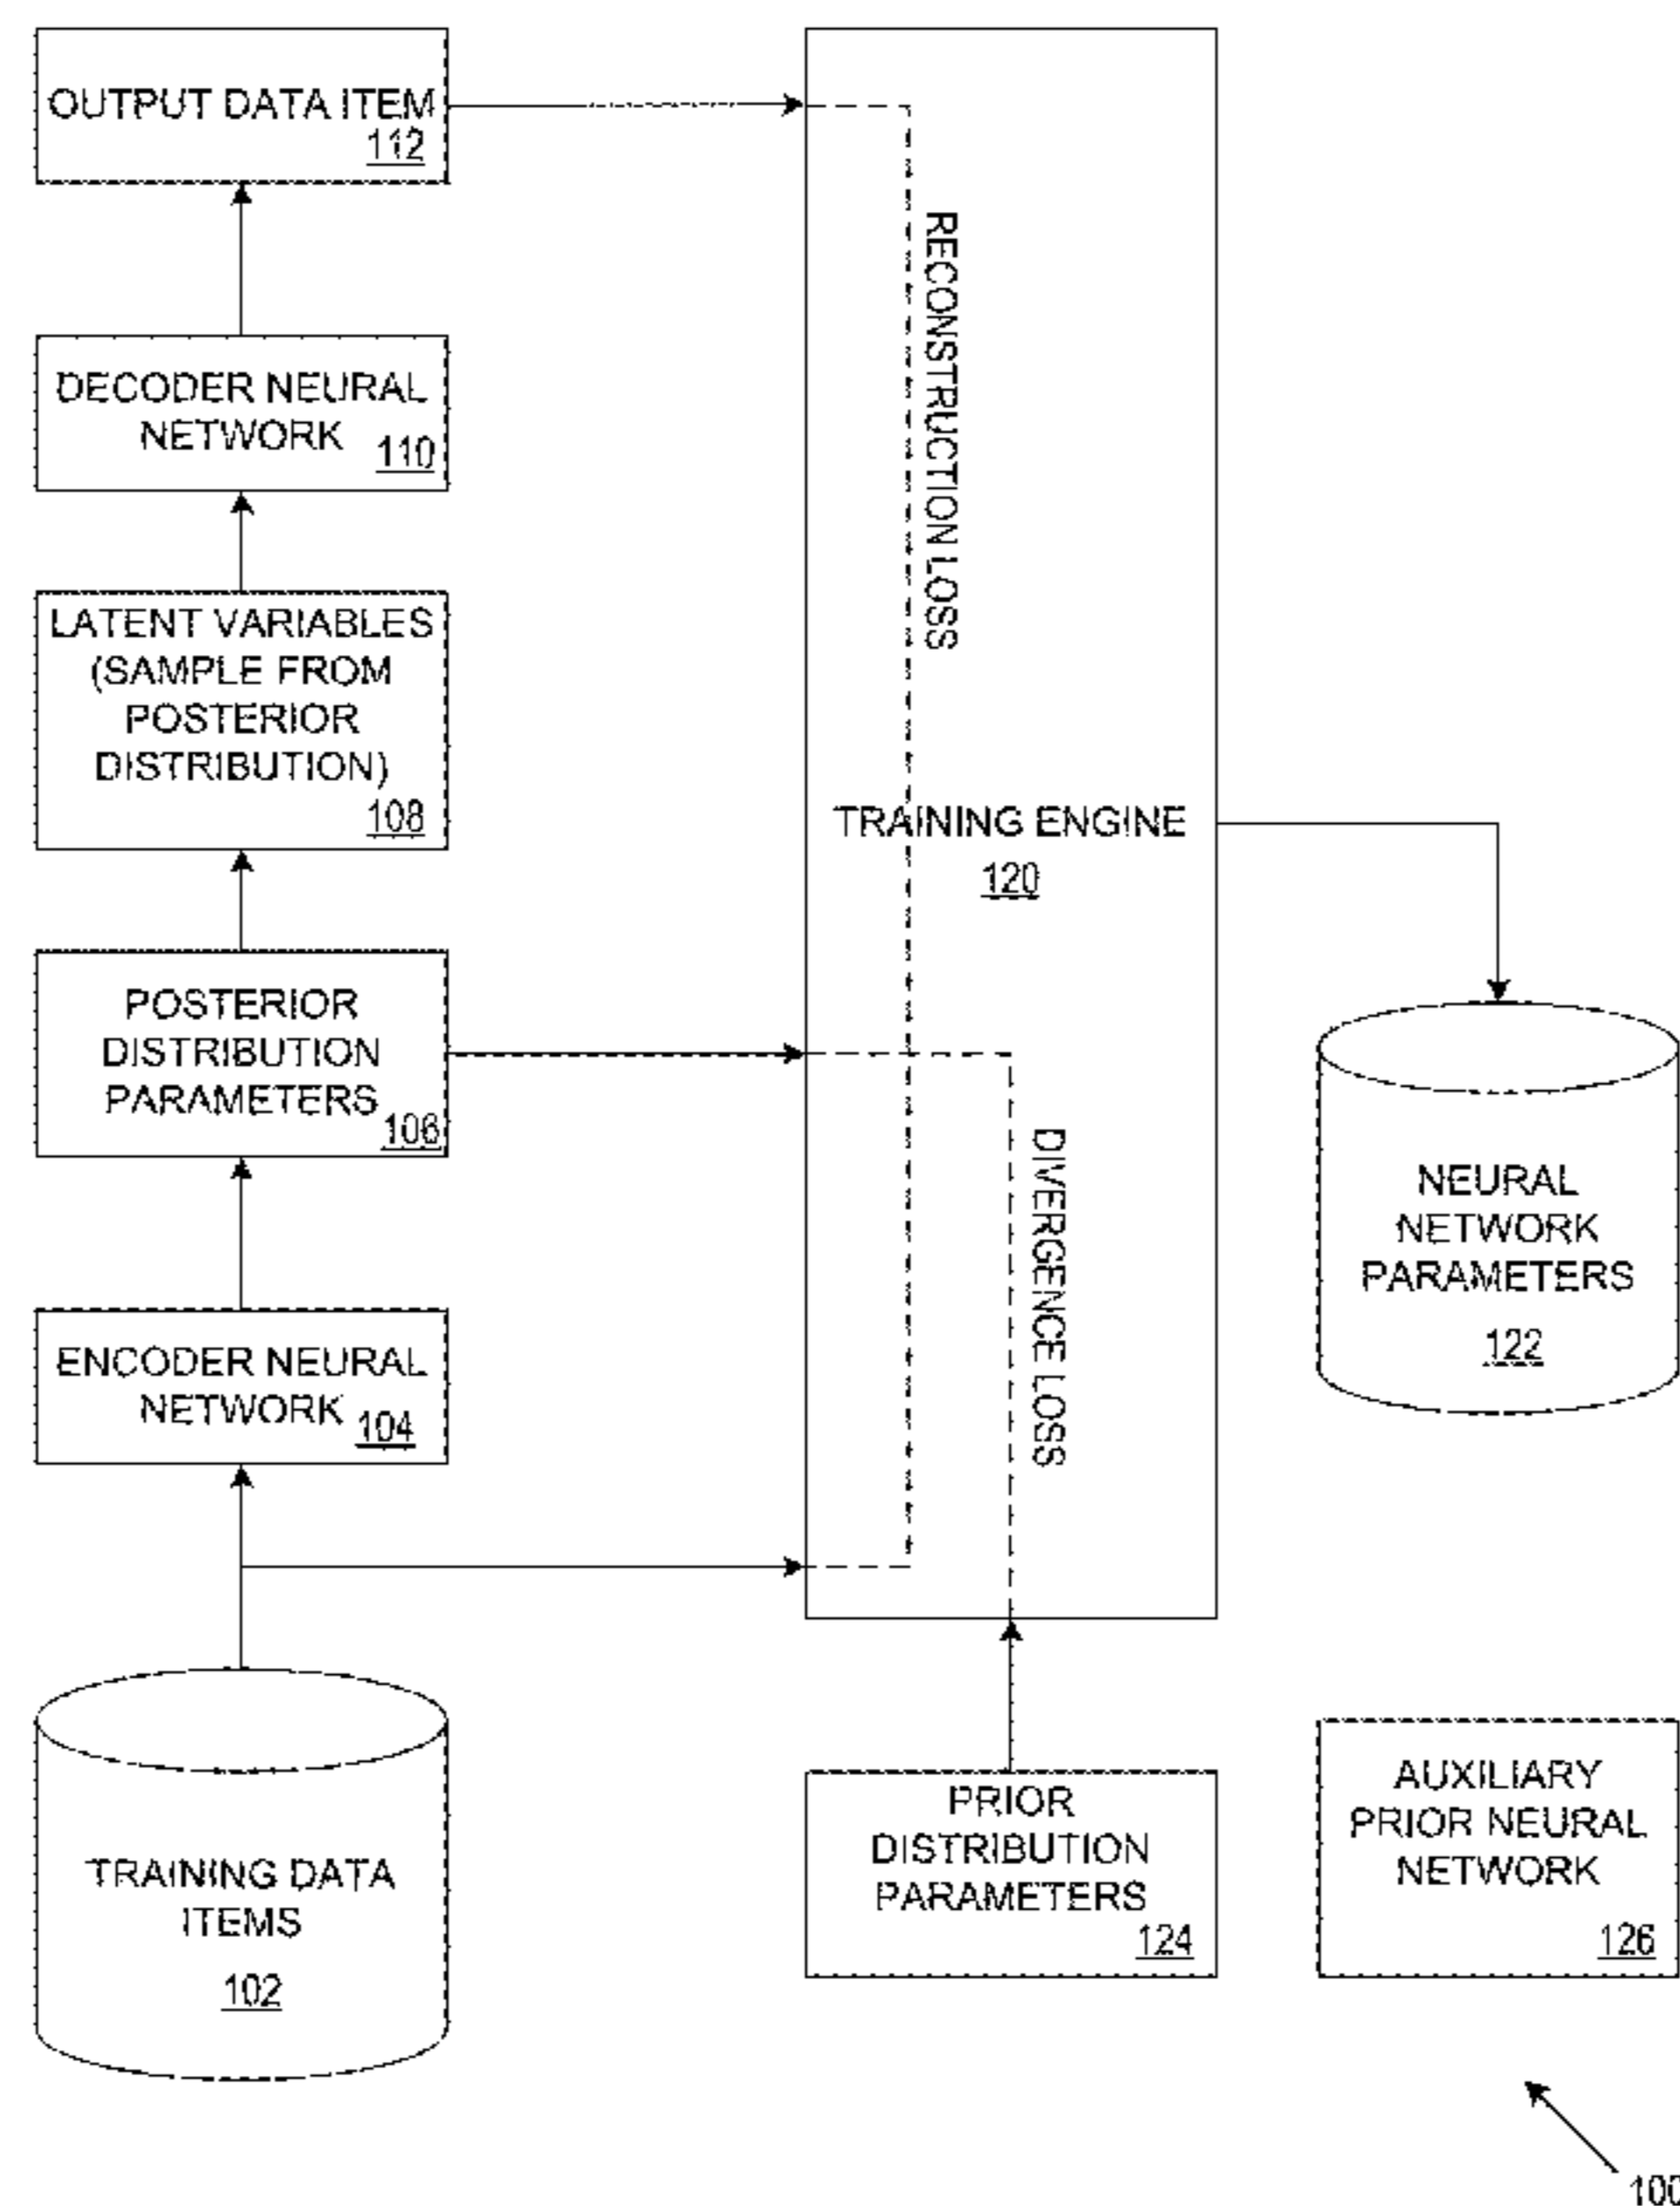 OUTPUT DATA ITEM
112
DECODER NEURAL
NETWORK
110
LATENT VARIABLES
(SAMPLE FROM
POSTERIOR
DISTRIBUTION)
108
POSTERIOR
DISTRIBUTION
PARAMETERS
106
ENCODER NEURAL
NETWORK
104
TRAINING DATA
ITEMS
102
RECONSTRUCTION LOSS
TRAINING ENGINE
120
DIVERGENCE LOSS
PRIOR
DISTRIBUTION
PARAMETERS
124
NEURAL
NETWORK
PARAMETERS
122
AUXILIARY
PRIOR NEURAL
NETWORK
126
100